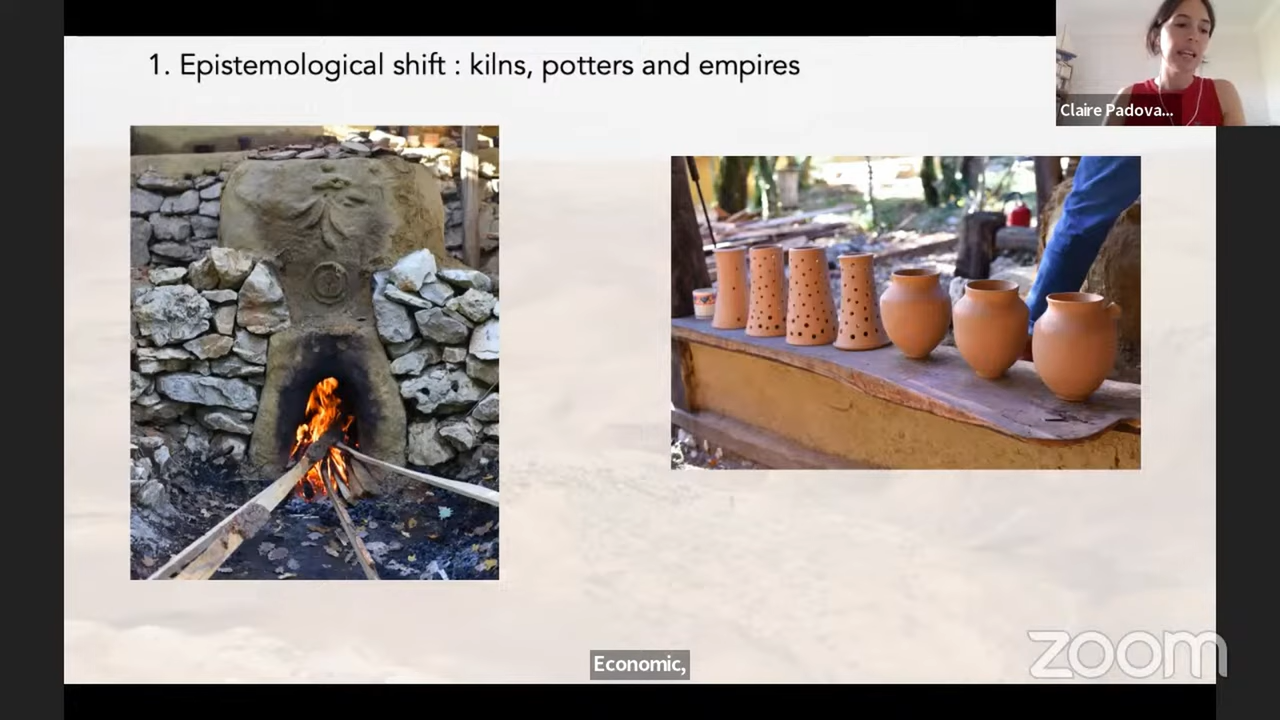 1. Epistemological shift : kilns, potters and empires
Claire Padova...
Economic,
zoom